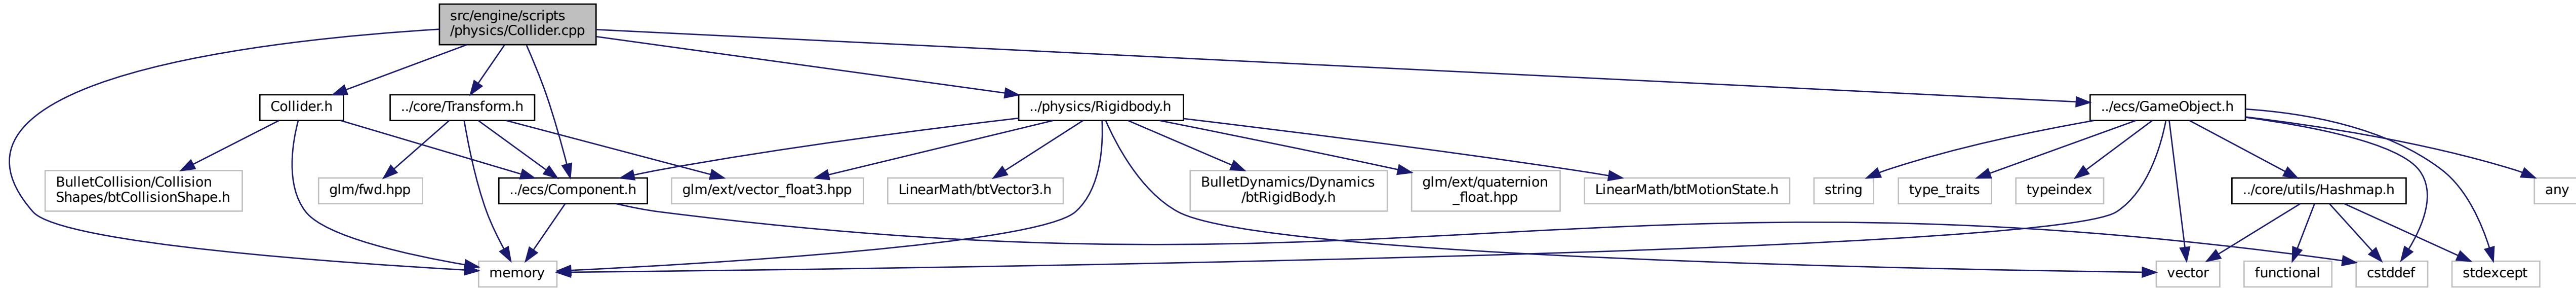 src/engine/scripts
/physics/Collider.cpp
Collider.h
../core/Transform.h
../physics/Rigidbody.h
../ecs/GameObject.h
BulletCollision/Collision
Shapes/btCollisionShape.h
glm/fwd.hpp
../ecs/Component.h
glm/ext/vector_float3.hpp
LinearMath/btVector3.h
BulletDynamics/Dynamics
/btRigidBody.h
glm/ext/quaternion
_float.hpp
LinearMath/btMotionState.h
string
type_traits
typeindex
../core/utils/Hashmap.h
any
memory
vector
functional
cstddef
stdexcept